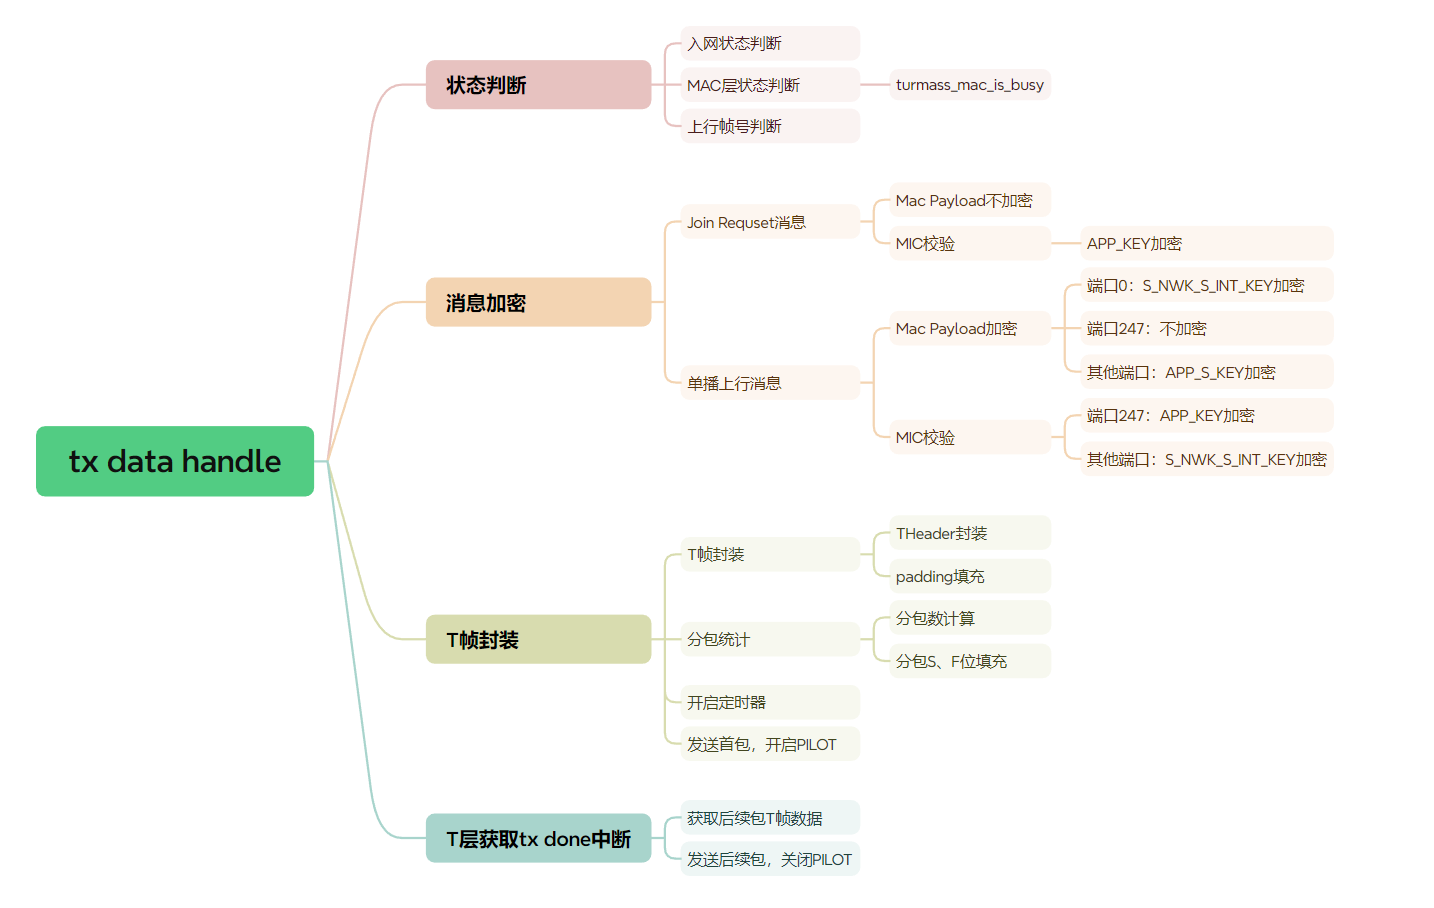 tx data handle
状态判断
入网状态判断
MAC层状态判断
turmass_mac_is_busy
上行帧号判断
消息加密
Join Requset消息
Mac Payload不加密
MIC校验
APP_KEY加密
单播上行消息
Mac Payload加密
端口0：S_NWK_S_INT_KEY加密
端口247：不加密
其他端口：APP_S_KEY加密
MIC校验
端口247：APP_KEY加密
其他端口：S_NWK_S_INT_KEY加密
T帧封装
T帧封装
THeader封装
padding填充
分包统计
分包数计算
分包S、F位填充
开启定时器
发送首包，开启PILOT
T层获取tx done中断
获取后续包T帧数据
发送后续包，关闭PILOT